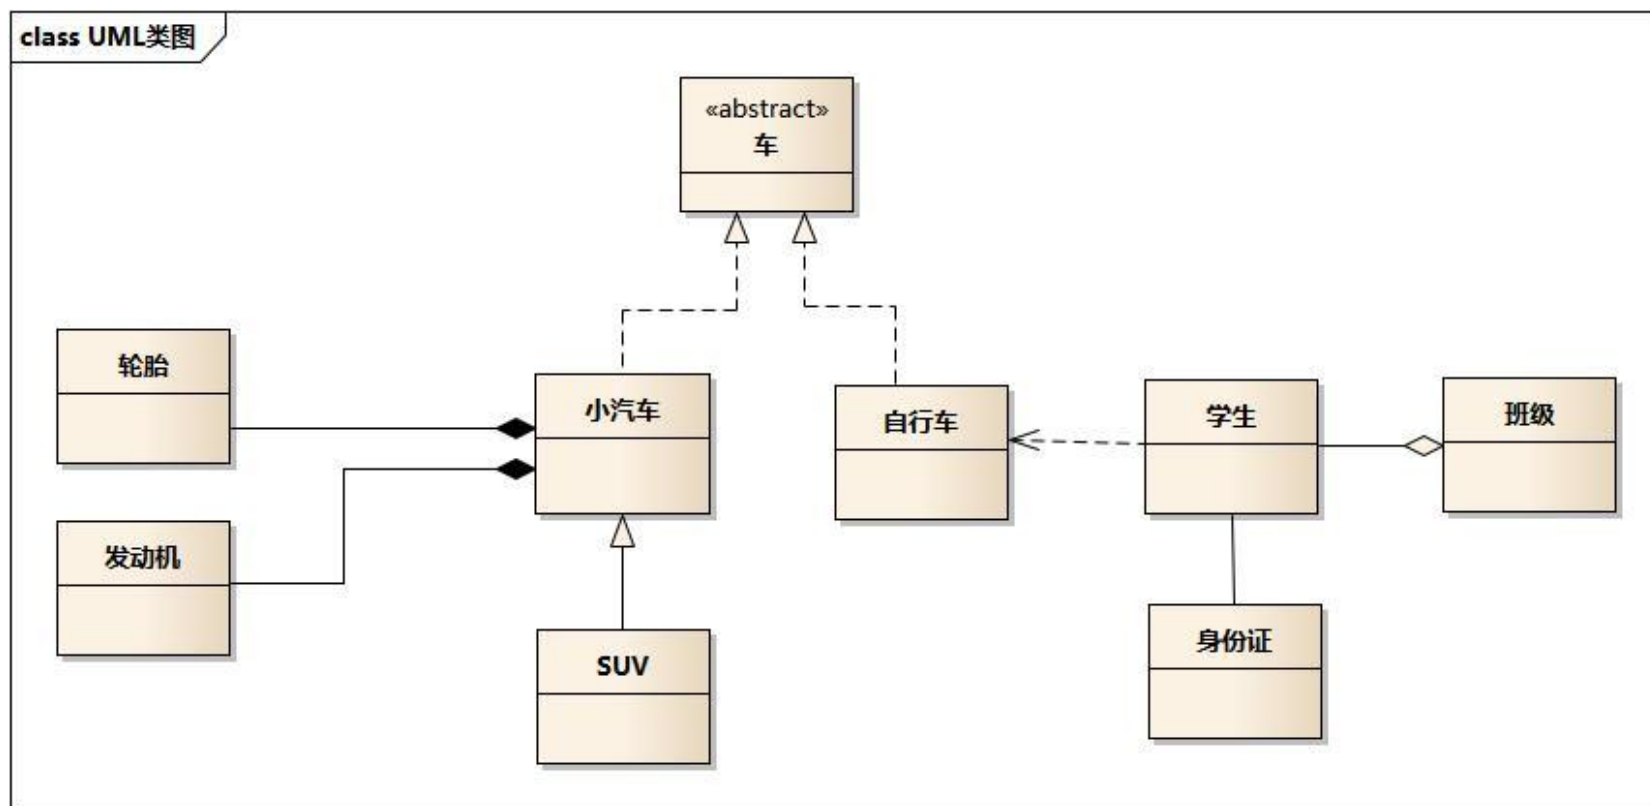 class UML类图
«abstract»
车
轮胎
小汽车
自行车
学生
班级
发动机
SUV
身份证